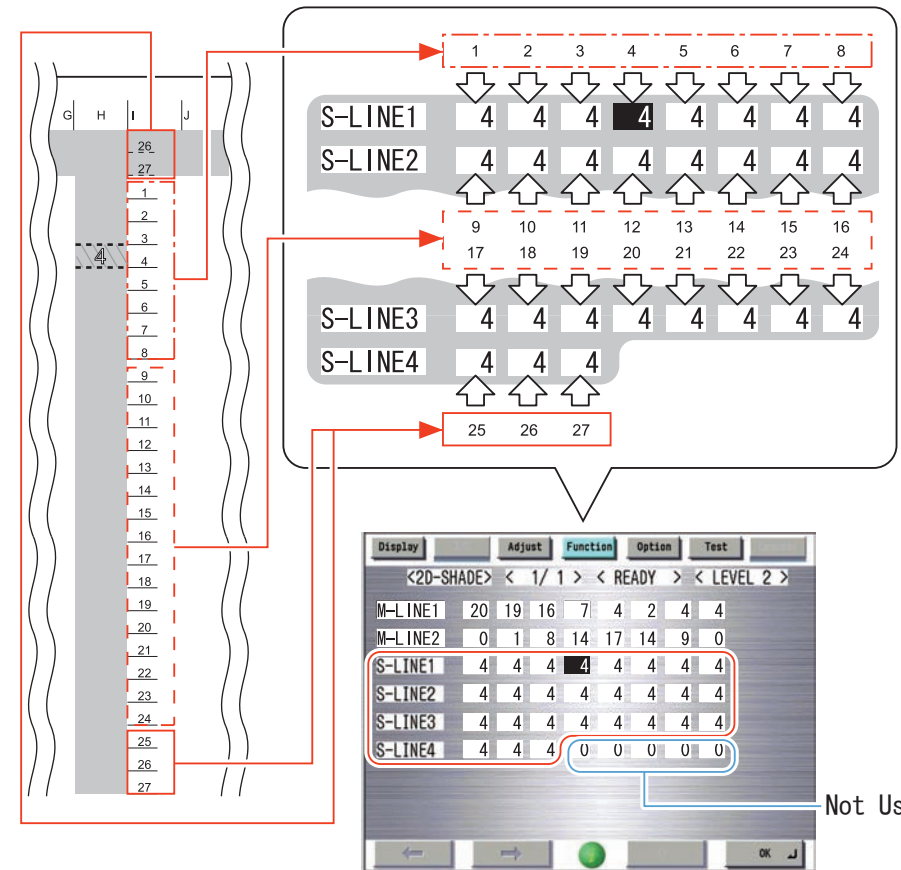 G H I J
26
27
1
2
3
4
4
5
6
7
8
9
10
11
12
13
14
15
16
17
18
19
20
21
22
23
24
25
26
27
1 2 3 4 5 6 7 8
S-LINE1 4 4 4 4 4 4 4 4
S-LINE2 4 4 4 4 4 4 4 4
9 10 11 12 13 14 15 16
17 18 19 20 21 22 23 24
S-LINE3 4 4 4 4 4 4 4 4
S-LINE4 4 4 4
25 26 27
Display Adjust Function Option Test
<2D-SHADE> < 1/ 1 > < READY > < LEVEL 2 >
M-LINE1 20 19 16 7 4 2 4 4
M-LINE2 0 1 8 14 17 14 9 0
S-LINE1 4 4 4 4 4 4 4 4
S-LINE2 4 4 4 4 4 4 4 4
S-LINE3 4 4 4 4 4 4 4 4
S-LINE4 4 4 4 0 0 0 0 0
Not Us
OK